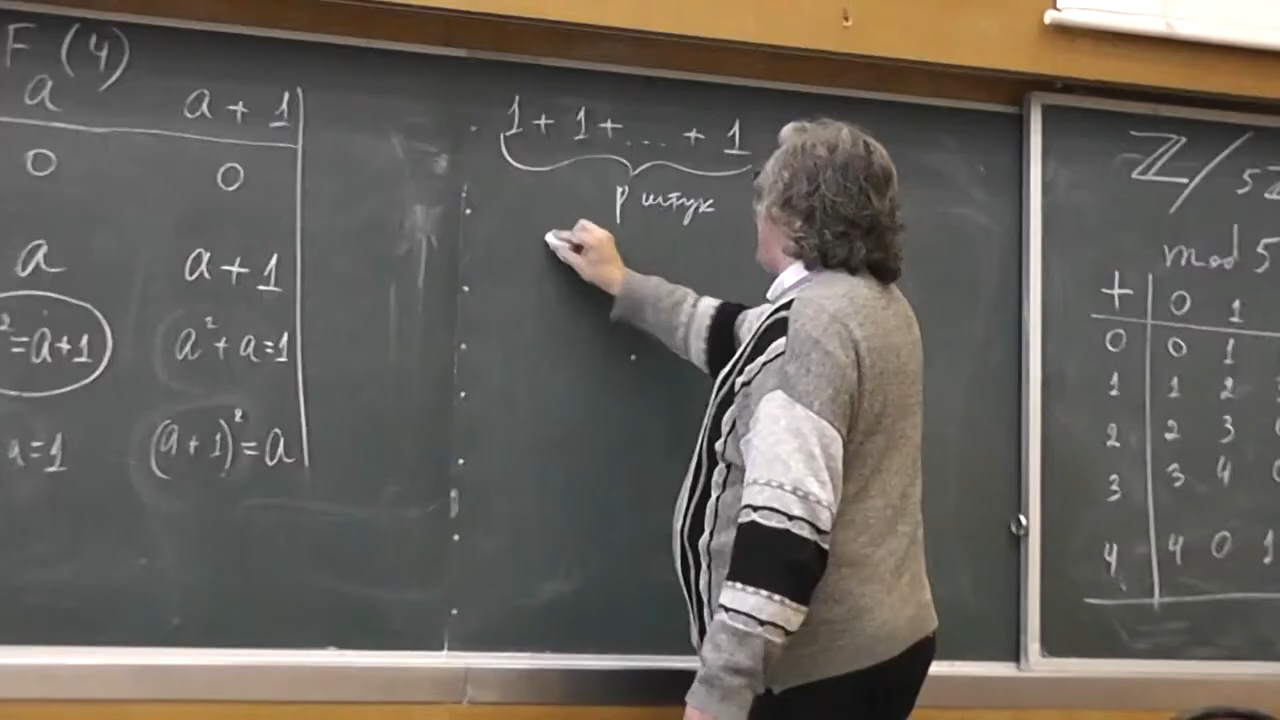 F (4)
a a + 1
0 0
a a + 1
²=a+1 a² + a = 1
a=1 (a + 1)² = a
1 + 1 + ... + 1
p штук
ℤ/5ℤ
mod 5
+ 0 1
0 0 1
1 1 2
2 2 3
3 3 4
4 4 0 1